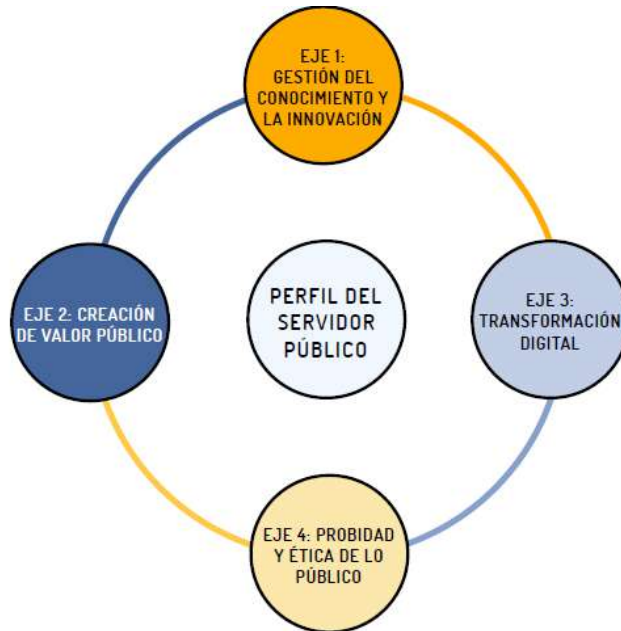 EJE 1:
GESTIÓN DEL
CONOCIMIENTO Y
LA INNOVACIÓN
EJE 2: CREACIÓN
DE VALOR PÚBLICO
PERFIL DEL
SERVIDOR
PÚBLICO
EJE 3:
TRANSFORMACIÓN
DIGITAL
EJE 4: PROBIDAD
Y ÉTICA DE LO
PÚBLICO